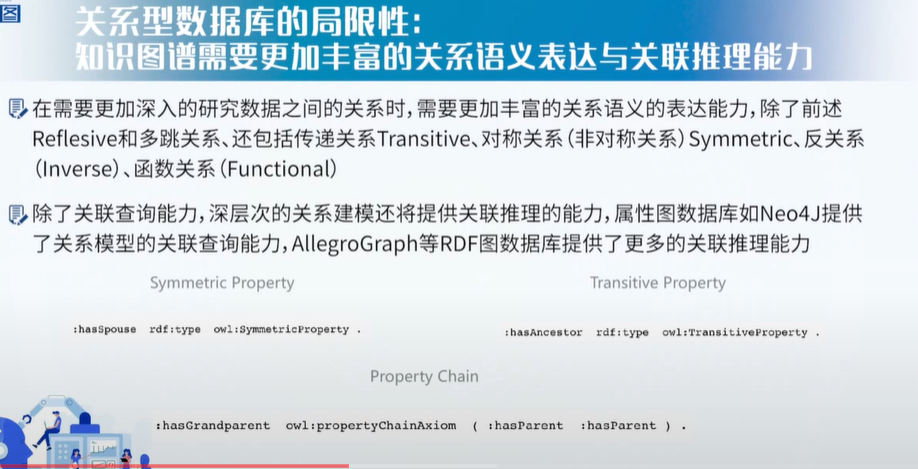 图
关系型数据库的局限性:
知识图谱需要更加丰富的关系语义表达与关联推理能力
在需要更加深入的研究数据之间的关系时,需要更加丰富的关系语义的表达能力,除了前述
Reflesive和多跳关系、还包括传递关系Transitive、对称关系(非对称关系)Symmetric、反关系
(Inverse)、函数关系(Functional)
除了关联查询能力,深层次的关系建模还将提供关联推理的能力,属性图数据库如Neo4J提供
了关系模型的关联查询能力,AllegroGraph等RDF图数据库提供了更多的关联推理能力
Symmetric Property
Transitive Property
:hasSpouse rdf:type owl:SymmetricProperty .
:hasAncestor rdf:type owl:TransitiveProperty .
Property Chain
:hasGrandparent owl:propertyChainAxiom ( :hasParent :hasParent ) .